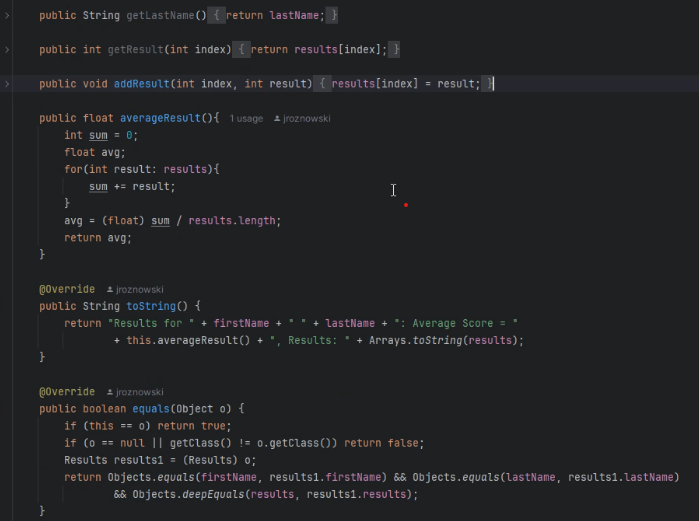 public String getLastName() { return lastName; }
public int getResult(int index) { return results[index]; }
public void addResult(int index, int result) { results[index] = result; }
public float averageResult(){ 1 usage jroznowski
int sum = 0;
float avg;
for(int result: results){
sum += result;
}
avg = (float) sum / results.length;
return avg;
}
@Override jroznowski
public String toString() {
return "Results for " + firstName + " " + lastName + ": Average Score = "
+ this.averageResult() + ", Results: " + Arrays.toString(results);
}
@Override jroznowski
public boolean equals(Object o) {
if (this == o) return true;
if (o == null || getClass() != o.getClass()) return false;
Results results1 = (Results) o;
return Objects.equals(firstName, results1.firstName) && Objects.equals(lastName, results1.lastName)
&& Objects.deepEquals(results, results1.results);
}